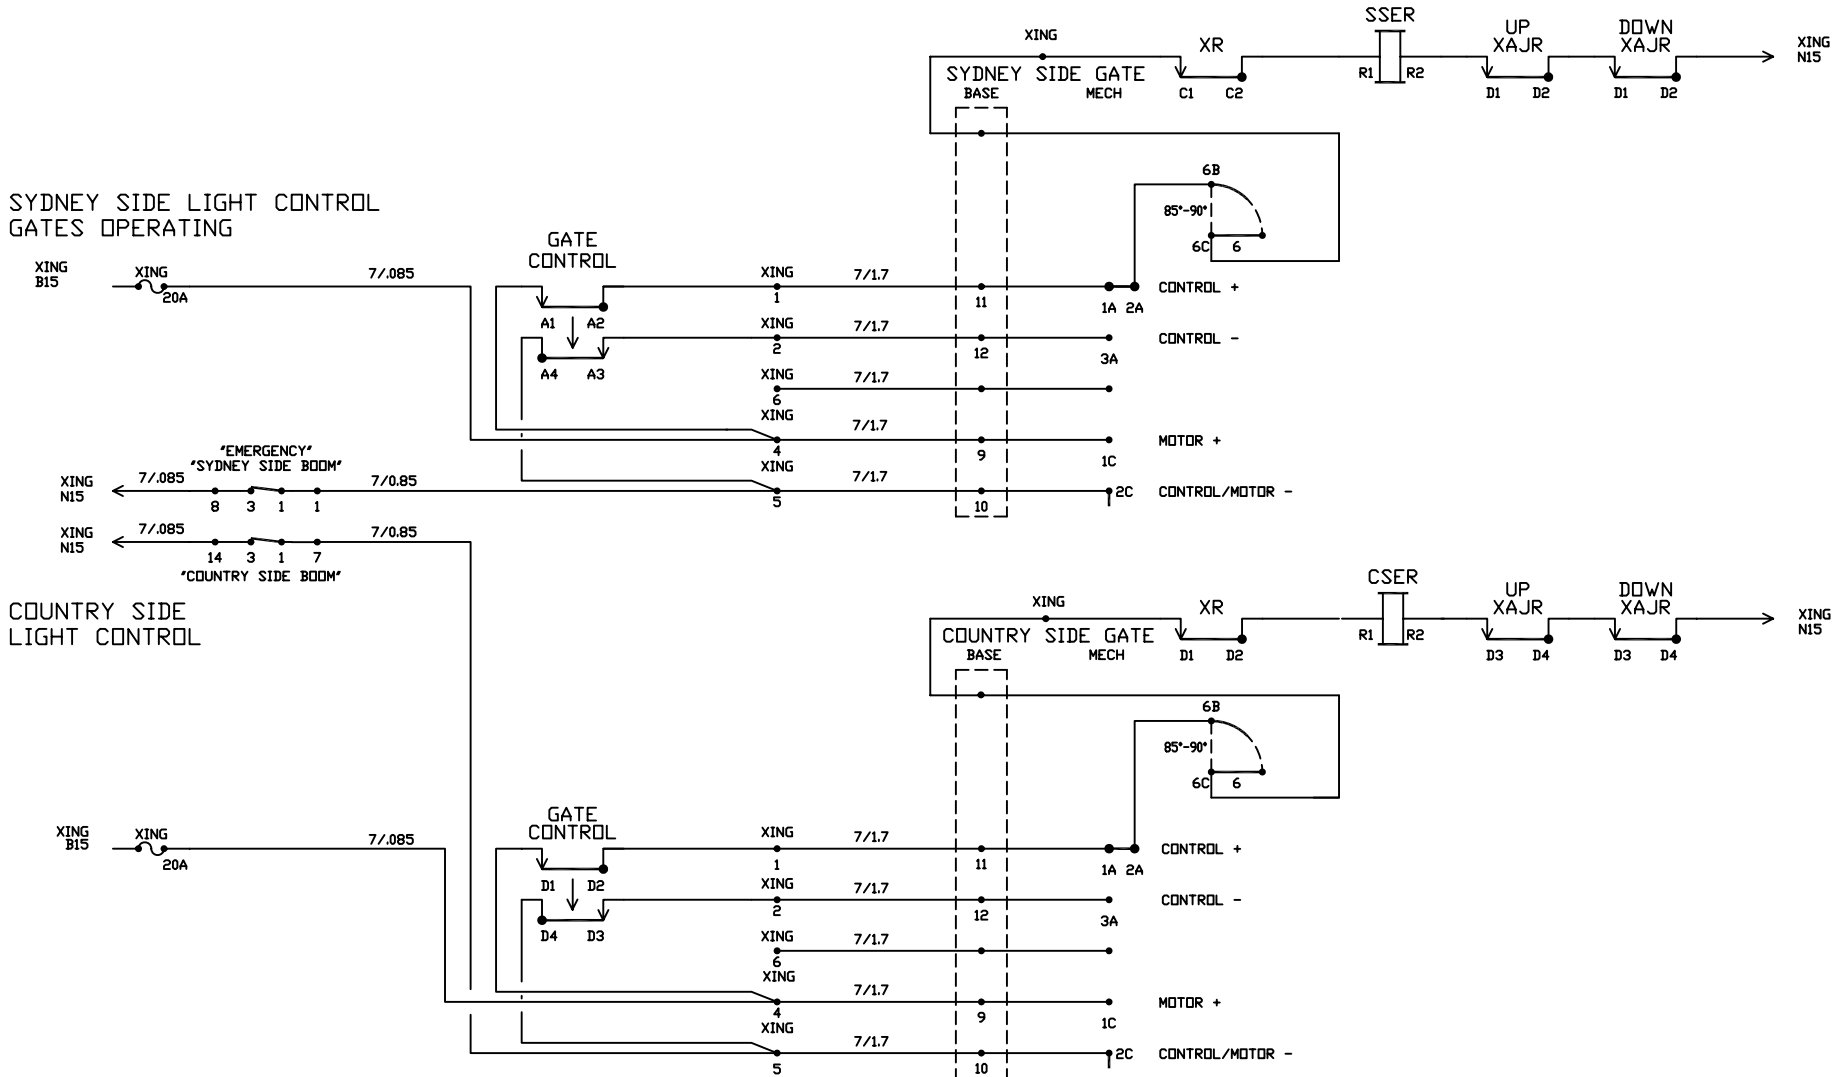 SSER
XING
XR
UP
XAJR
DOWN
XAJR
XING
N15
SYDNEY SIDE GATE
R1 R2
BASE
MECH
C1 C2
D1 D2
D1 D2
6B
SYDNEY SIDE LIGHT CONTROL
GATES OPERATING
85°-90°
GATE
CONTROL
6C 6
XING
B15
XING
20A
7/.085
XING
1
7/1.7
11
1A 2A
CONTROL +
A1 A2
XING
2
7/1.7
12
3A
CONTROL -
A4 A3
XING
6
7/1.7
XING
4
7/1.7
9
1C
MOTOR +
"EMERGENCY"
"SYDNEY SIDE BOOM"
XING
N15
7/.085
8 3 1 1
7/0.85
XING
5
7/1.7
10
2C
CONTROL/MOTOR -
XING
N15
7/.085
14 3 1 7
7/0.85
"COUNTRY SIDE BOOM"
COUNTRY SIDE
LIGHT CONTROL
CSER
XING
XR
UP
XAJR
DOWN
XAJR
XING
N15
COUNTRY SIDE GATE
R1 R2
BASE
MECH
D1 D2
D3 D4
D3 D4
6B
85°-90°
6C 6
GATE
CONTROL
XING
B15
XING
20A
7/.085
XING
1
7/1.7
11
1A 2A
CONTROL +
D1 D2
XING
2
7/1.7
12
3A
CONTROL -
D4 D3
XING
6
7/1.7
XING
4
7/1.7
9
1C
MOTOR +
XING
5
7/1.7
10
2C
CONTROL/MOTOR -